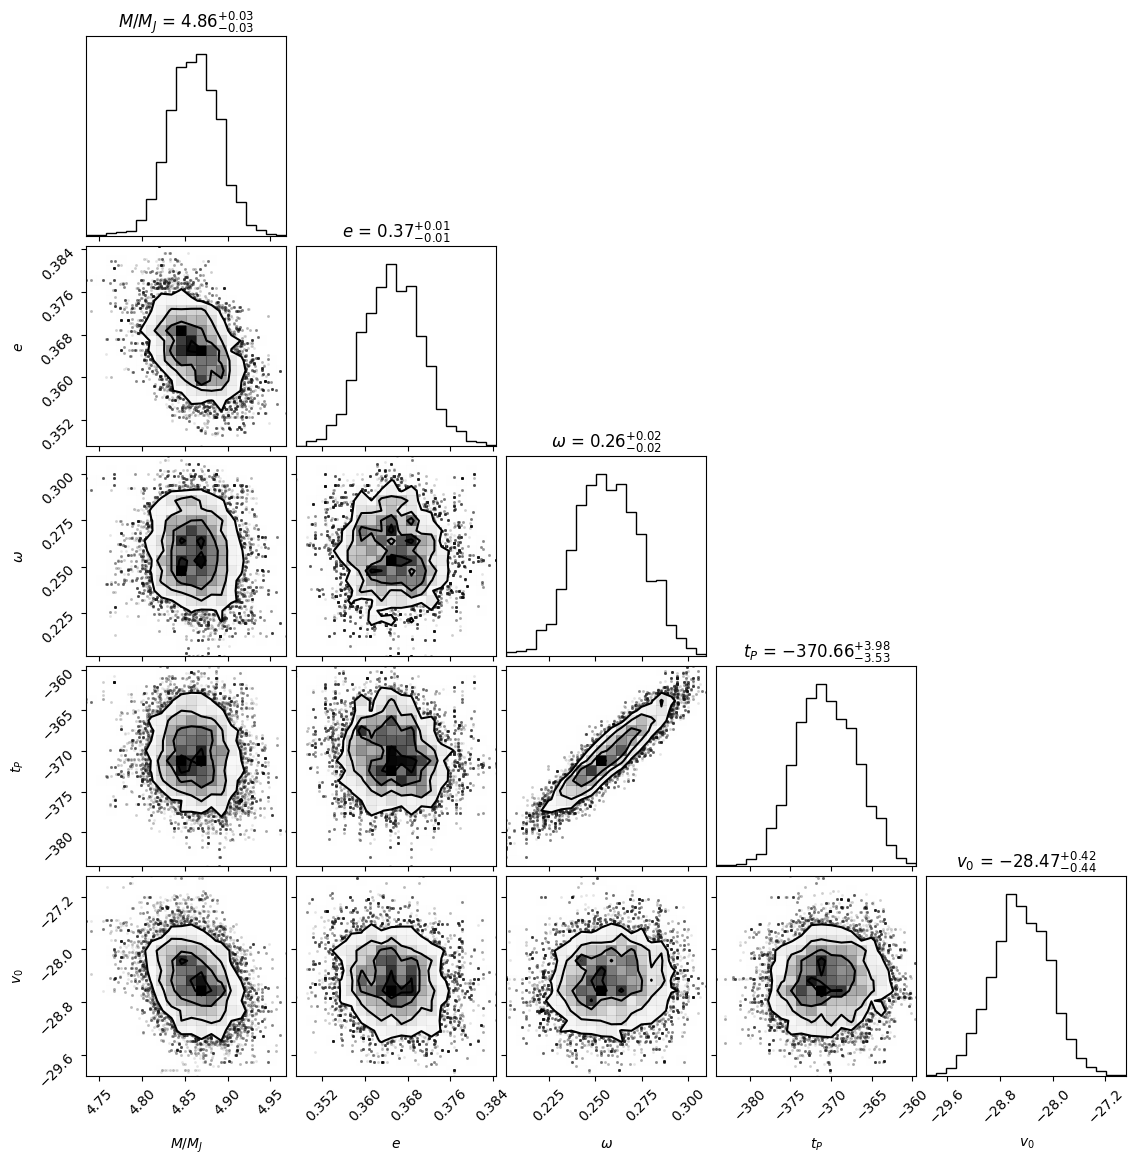 M/M_J = 4.86^{+0.03}_{-0.03}
0.384
0.376
0.368
0.360
0.352
e
e = 0.37^{+0.01}_{-0.01}
0.300
0.275
0.250
0.225
ω
ω = 0.26^{+0.02}_{-0.02}
−360
−365
−370
−375
−380
t_P
t_P = −370.66^{+3.98}_{-3.53}
−27.2
−28.0
−28.8
−29.6
v_0
v_0 = −28.47^{+0.42}_{-0.44}
4.75 4.80 4.85 4.90 4.95
M/M_J
0.352 0.360 0.368 0.376 0.384
e
0.225 0.250 0.275 0.300
ω
−380 −375 −370 −365 −360
t_P
−29.6 −28.8 −28.0 −27.2
v_0